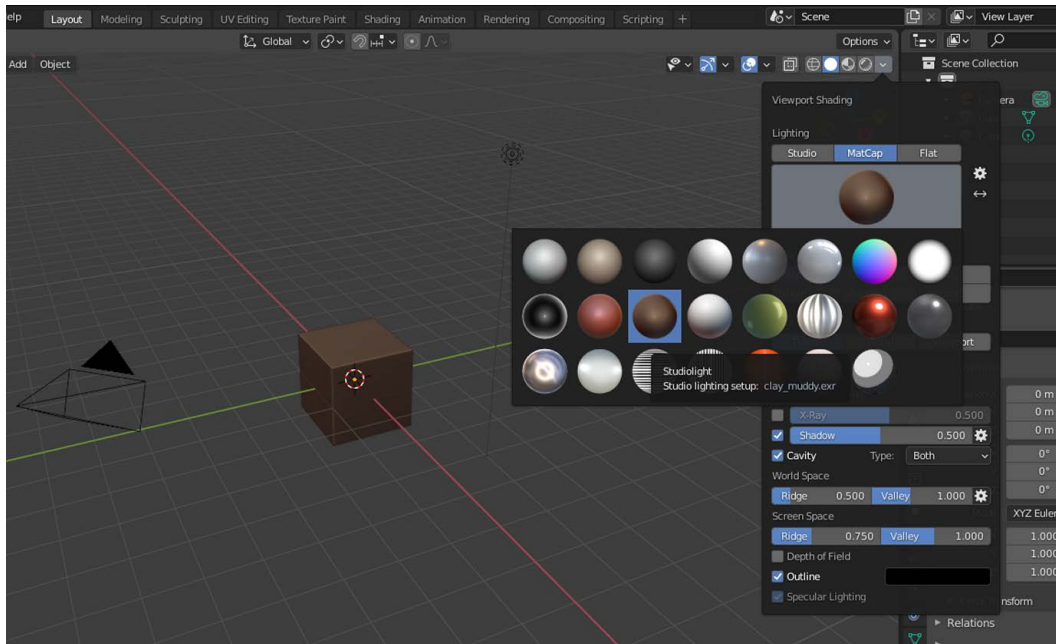 Layout Modeling Sculpting UV Editing Texture Paint Shading Animation Rendering Compositing Scripting + Scene View Layer
Global Options
Add Object Scene Collection
Viewport Shading
Lighting
Studio MatCap Flat
Studiolight
Studio lighting setup: clay_muddy.exr
X-Ray 0.500
0 m
Shadow 0.500
0 m
0 m
Cavity Type: Both
0°
World Space
0°
Ridge 0.500 Valley 1.000
0°
Screen Space
XYZ Euler
Ridge 0.750 Valley 1.000
1.000
Depth of Field
1.000
Outline
1.000
Specular Lighting
Relations